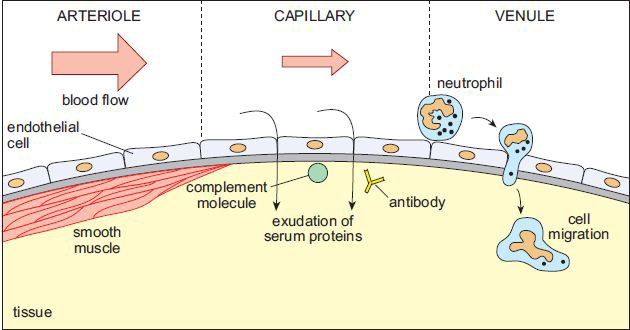 ARTERIOLE
CAPILLARY
VENULE
blood flow
neutrophil
endothelial
cell
complement
molecule
antibody
exudation of
serum proteins
smooth
muscle
cell
migration
tissue